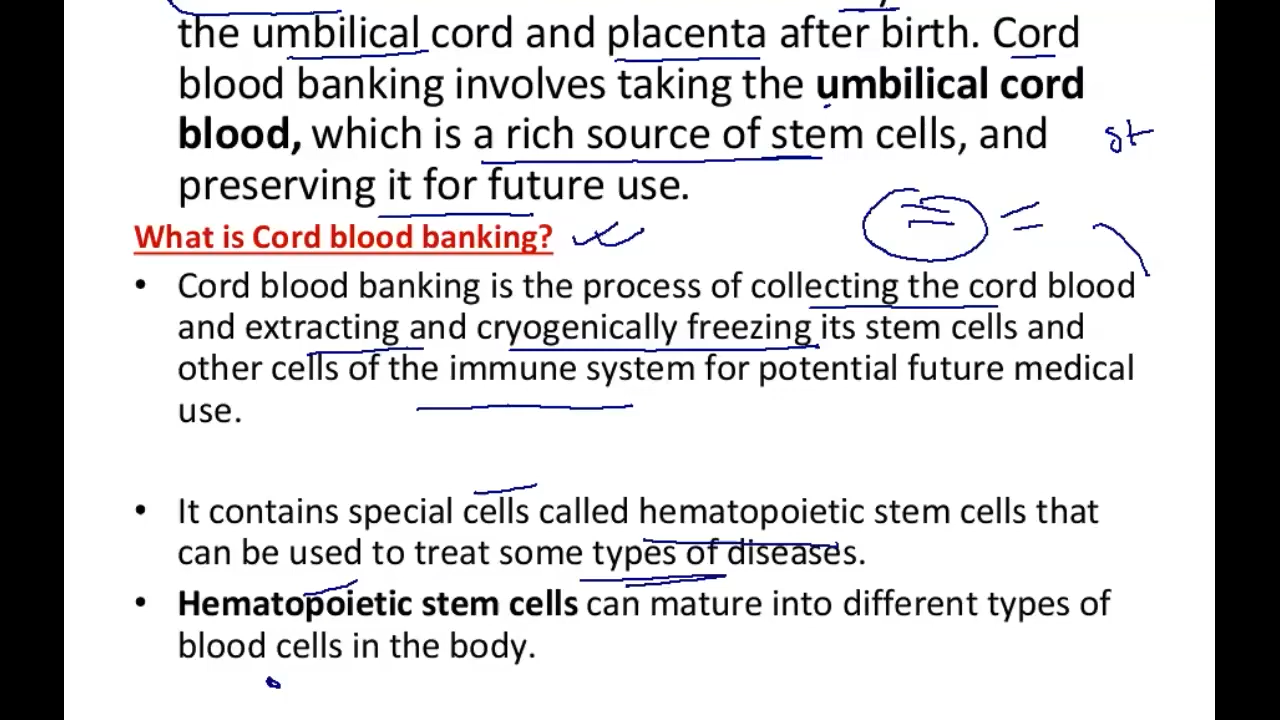 the umbilical cord and placenta after birth. Cord
blood banking involves taking the umbilical cord
blood, which is a rich source of stem cells, and
st
preserving it for future use.
What is Cord blood banking?
• Cord blood banking is the process of collecting the cord blood
and extracting and cryogenically freezing its stem cells and
other cells of the immune system for potential future medical
use.
• It contains special cells called hematopoietic stem cells that
can be used to treat some types of diseases.
• Hematopoietic stem cells can mature into different types of
blood cells in the body.